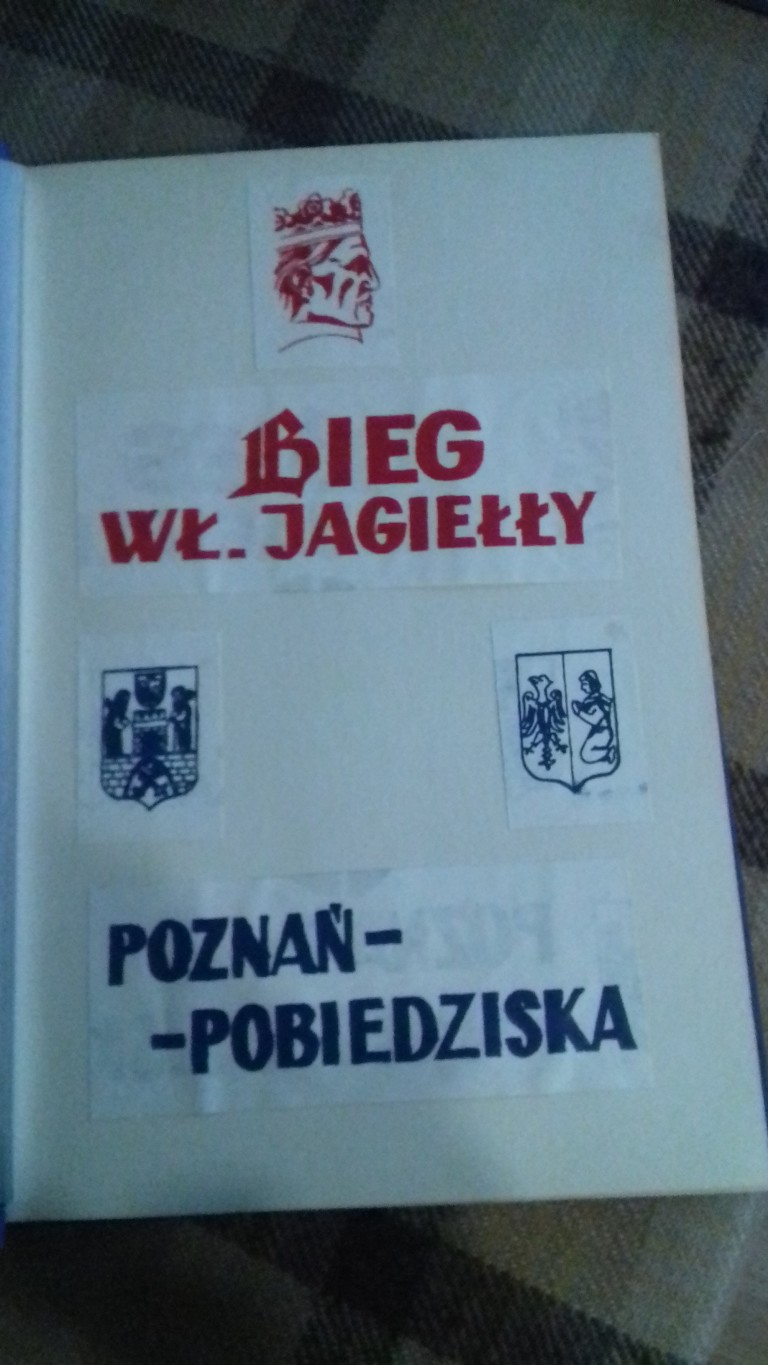 BIEG
WŁ. JAGIEŁŁY
POZNAŃ-
-POBIEDZISKA